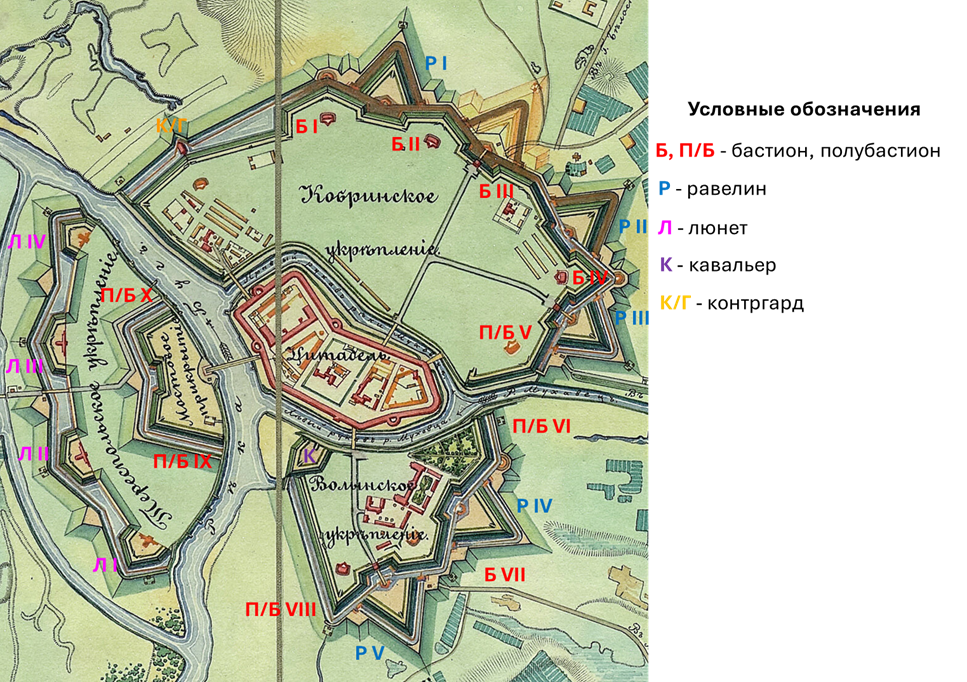 Р I
Условные обозначения
К/Г
Б I
Б II
Б, П/Б - бастион, полубастион
Кобринское
Б III
Р - равелин
Р II
Л - люнет
Л IV
укрѣпленіе.
К - кавальер
Б IV
П/Б X
К/Г - контргард
Р III
П/Б V
Цитадель.
Л III
Мостовое
прикрытіе
Тереспольское укрѣпленіе
П/Б VI
Л II
К
П/Б IX
Волынское
Р IV
укрѣпленіе.
Л I
Б VII
П/Б VIII
Р V